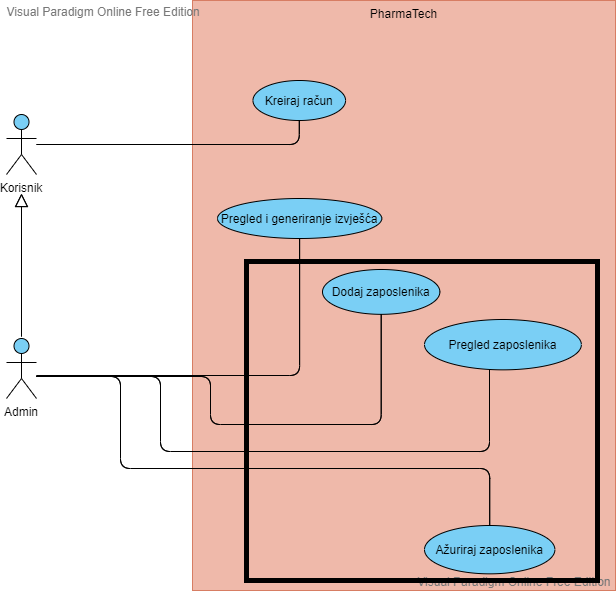 Visual Paradigm Online Free Edition
PharmaTech
Kreiraj račun
Korisnik
Pregled i generiranje izvješća
Dodaj zaposlenika
Pregled zaposlenika
Admin
Ažuriraj zaposlenika
Visual Paradigm Online Free Edition